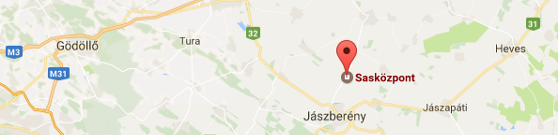 31
32
Tura
M3
Gödöllő
Heves
M31
Sasközpont
Jászapáti
Jászberény